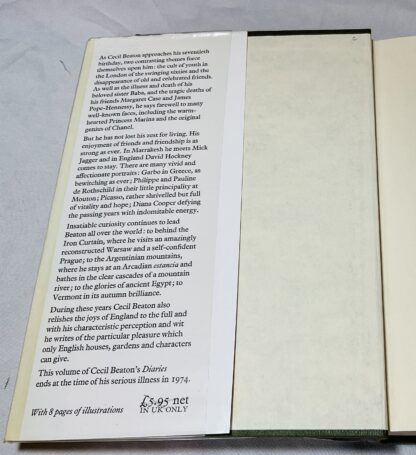 As Cecil Beaton approaches his seventieth
birthday, two contrasting themes force
themselves upon him: the cult of youth in
the London of the swinging sixties and the
disappearance of old and celebrated friends.
As well as the illness and death of his
beloved sister Baba, and the tragic deaths of
his friends Margaret Case and James
Pope-Hennessy, he says farewell to many
well-known faces, including the warm-
hearted Princess Marina and the original
genius of Chanel.
But he has not lost his zest for living. His
enjoyment of friends and friendship is as
strong as ever. In Marrakesh he meets Mick
Jagger and in England David Hockney
comes to stay. There are many vivid and
affectionate portraits: Garbo in Greece, as
bewitching as ever; Philippe and Pauline
de Rothschild in their little principality at
Mouton; Picasso, rather shrivelled but full
of vitality and hope; Diana Cooper defying
the passing years with indomitable energy.
Insatiable curiosity continues to lead
Beaton all over the world: to behind the
Iron Curtain, where he visits an amazingly
reconstructed Warsaw and a self-confident
Prague; to the Argentinian mountains,
where he stays at an Arcadian estancia and
bathes in the clear cascades of a mountain
river; to the glories of ancient Egypt; to
Vermont in its autumn brilliance.
During these years Cecil Beaton also
relishes the joys of England to the full and
with his characteristic perception and wit
he writes of the particular pleasure which
only English houses, gardens and characters
can give.
This volume of Cecil Beaton's Diaries
ends at the time of his serious illness in 1974.
£5.95 net
With 8 pages of illustrations IN UK ONLY